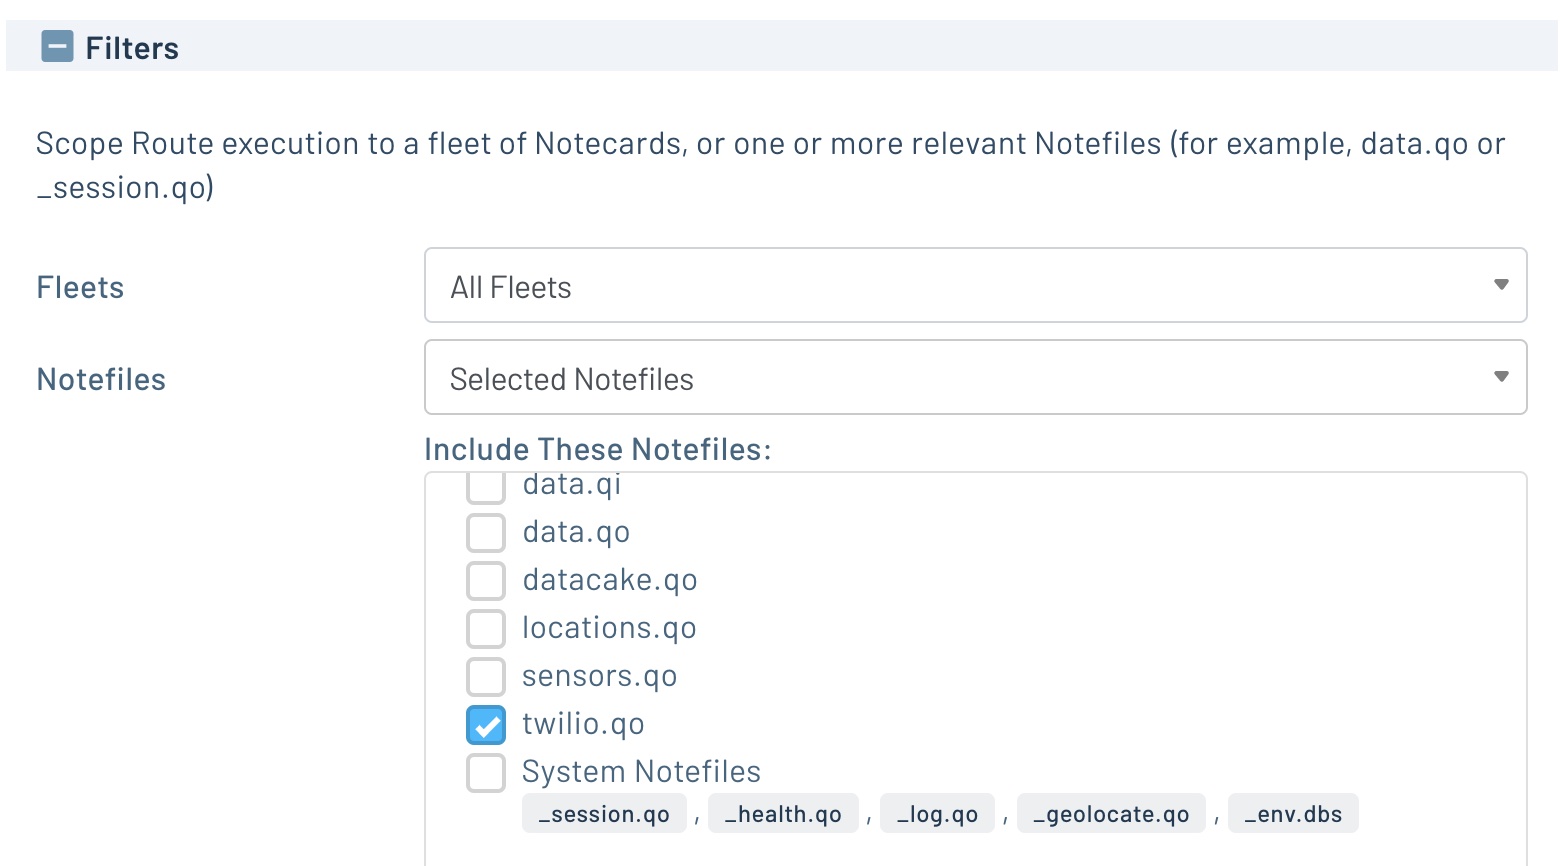 Filters
Scope Route execution to a fleet of Notecards, or one or more relevant Notefiles (for example, data.qo or
_session.qo)
Fleets
All Fleets
Notefiles
Selected Notefiles
Include These Notefiles:
data.qi
data.qo
datacake.qo
locations.qo
sensors.qo
twilio.qo
System Notefiles
_session.qo , _health.qo , _log.qo , _geolocate.qo , _env.dbs